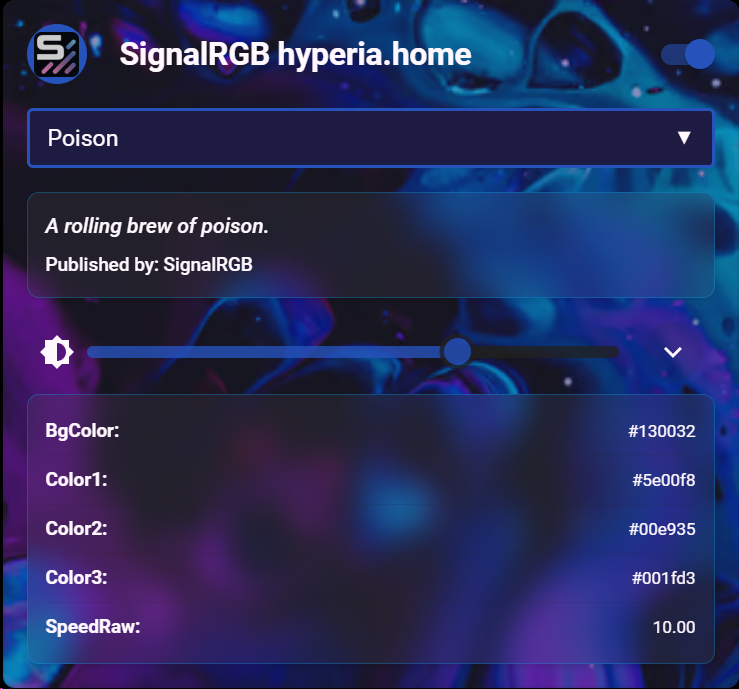 SignalRGB hyperia.home
Poison
A rolling brew of poison.
Published by: SignalRGB
BgColor: #130032
Color1: #5e00f8
Color2: #00e935
Color3: #001fd3
SpeedRaw: 10.00